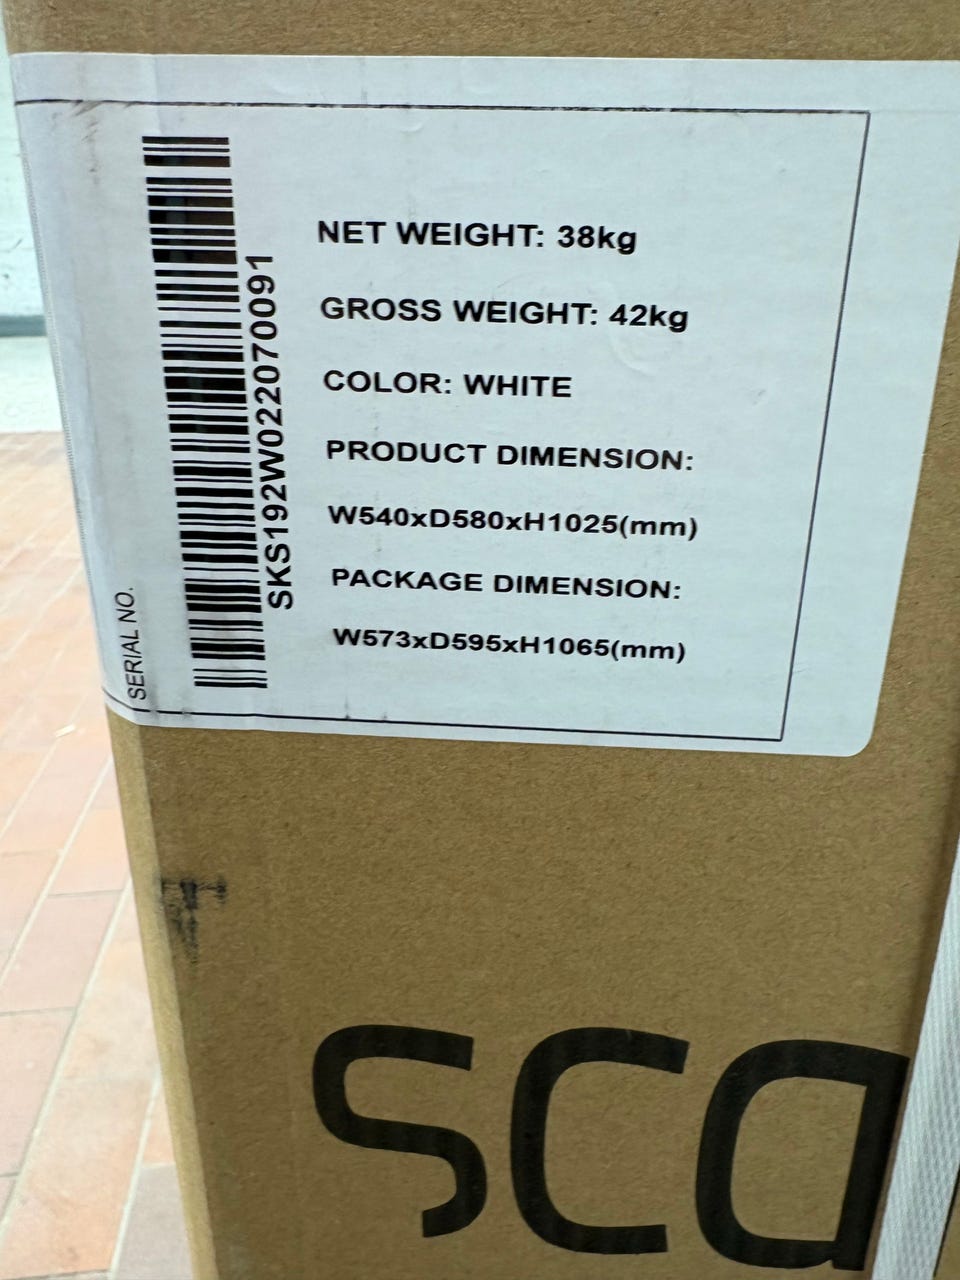 NET WEIGHT: 38kg
GROSS WEIGHT: 42kg
COLOR: WHITE
PRODUCT DIMENSION:
W540xD580xH1025(mm)
PACKAGE DIMENSION:
W573xD595xH1065(mm)
SERIAL NO.
SKS192W022070091
sca